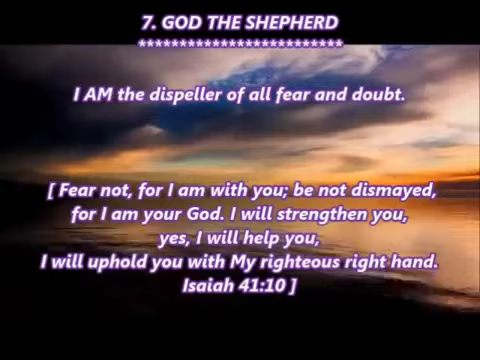 7. GOD THE SHEPHERD
*************************
I AM the dispeller of all fear and doubt.
[ Fear not, for I am with you; be not dismayed,
for I am your God. I will strengthen you,
yes, I will help you,
I will uphold you with My righteous right hand.
Isaiah 41:10 ]